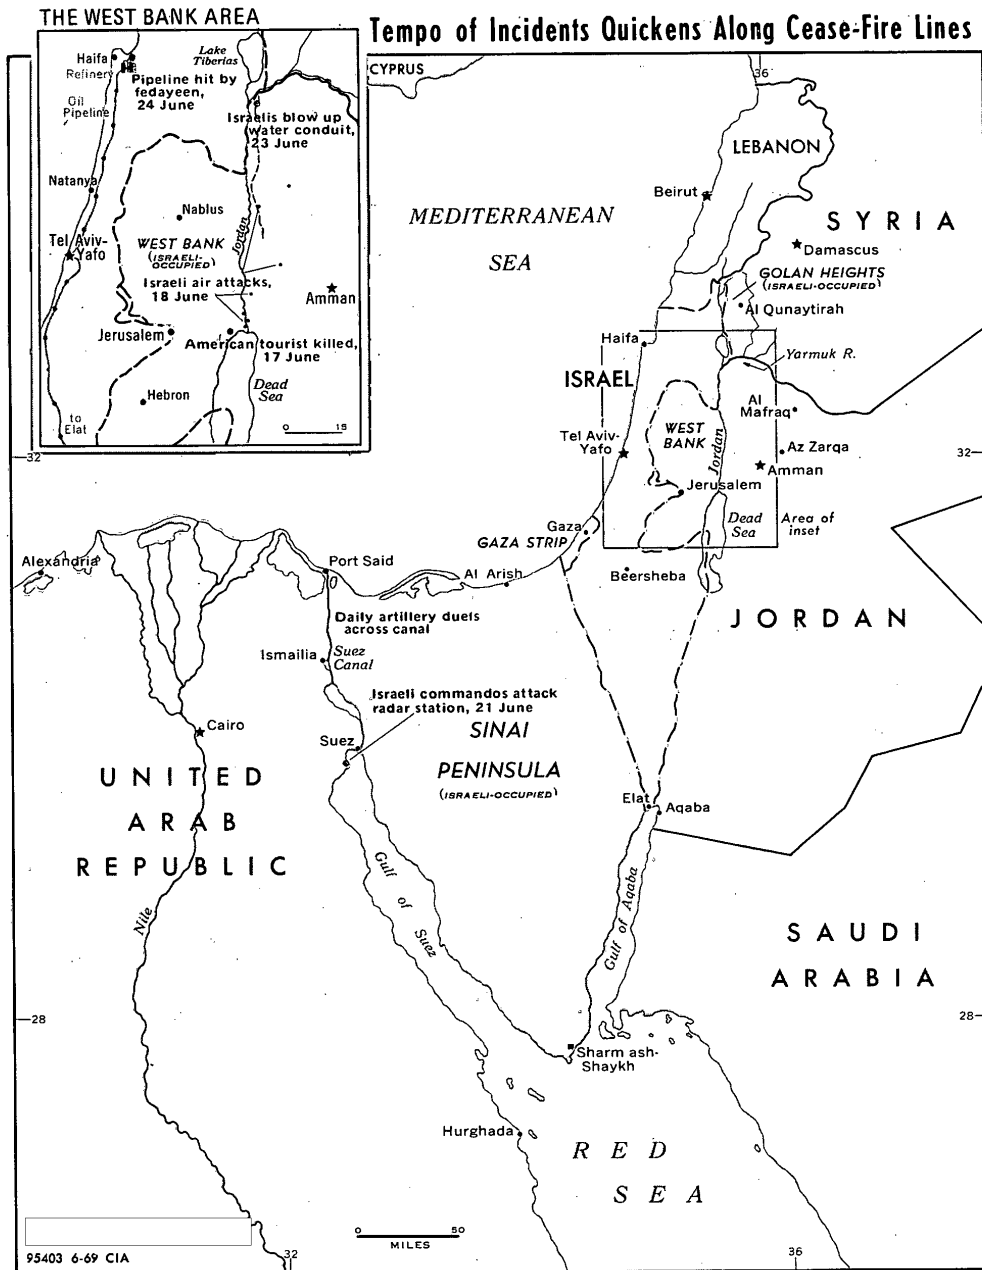 THE WEST BANK AREA
Tempo of Incidents Quickens Along Cease-Fire Lines
Haifa
Refinery
Pipeline hit by
fedayeen,
24 June
Oil
Pipeline
Lake
Tiberias
Israelis blow up
water conduit,
23 June
Natanya
Nablus
Tel Aviv-
Yafo
WEST BANK
(ISRAELI-
OCCUPIED)
Jordan
Israeli air attacks,
18 June
Amman
Jerusalem
American tourist killed,
17 June
Dead
Sea
Hebron
to
Elat
0 15
CYPRUS
36
LEBANON
Beirut
MEDITERRANEAN
SEA
SYRIA
Damascus
GOLAN HEIGHTS
(ISRAELI-OCCUPIED)
Al Qunaytirah
Haifa
Yarmuk R.
ISRAEL
Al
Mafraq
WEST
BANK
Jordan
Tel Aviv-
Yafo
Az Zarqa
32
32
Amman
Jerusalem
Dead
Sea
Area of
inset
Gaza
GAZA STRIP
Alexandria
Port Said
Al Arish
Beersheba
Daily artillery duels
across canal
JORDAN
Ismailia
Suez
Canal
Israeli commandos attack
radar station, 21 June
Cairo
Suez
SINAI
PENINSULA
(ISRAELI-OCCUPIED)
UNITED
ARAB
REPUBLIC
Elat
Aqaba
Gulf of Suez
Gulf of Aqaba
Nile
SAUDI
ARABIA
28
28
Sharm ash-
Shaykh
Hurghada
RED
SEA
0 50
MILES
95403 6-69 CIA
32
36